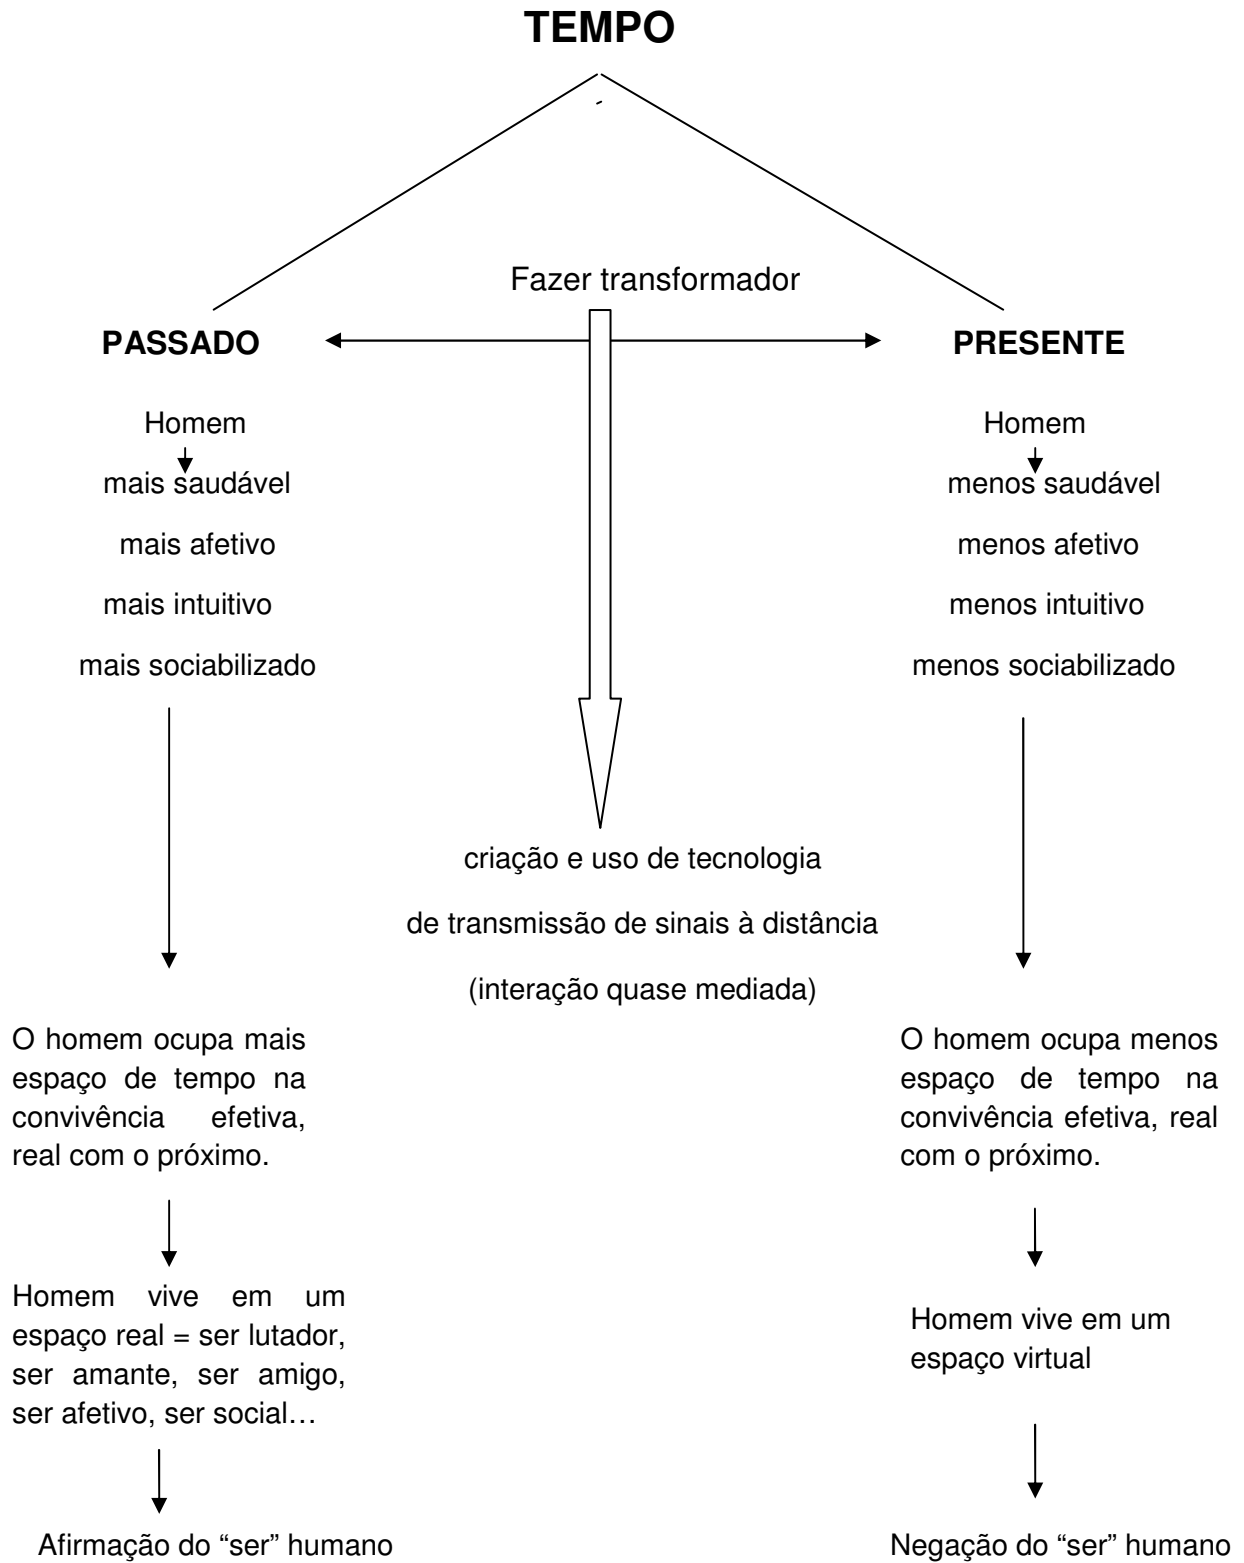 TEMPO
Fazer transformador
PASSADO
PRESENTE
Homem
mais saudável
mais afetivo
mais intuitivo
mais sociabilizado
Homem
menos saudável
menos afetivo
menos intuitivo
menos sociabilizado
criação e uso de tecnologia
de transmissão de sinais à distância
(interação quase mediada)
O homem ocupa mais
espaço de tempo na
convivência efetiva,
real com o próximo.
O homem ocupa menos
espaço de tempo na
convivência efetiva, real
com o próximo.
Homem vive em um
espaço real = ser lutador,
ser amante, ser amigo,
ser afetivo, ser social…
Homem vive em um
espaço virtual
Afirmação do “ser” humano
Negação do “ser” humano